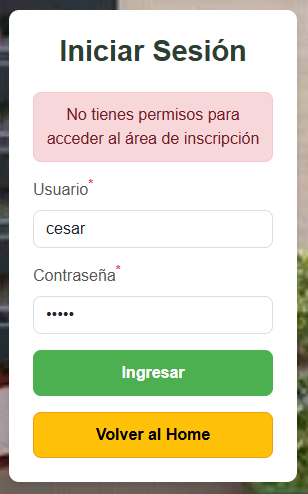 Iniciar Sesión
No tienes permisos para
acceder al área de inscripción
Usuario*
cesar
Contraseña*
•••••
Ingresar
Volver al Home